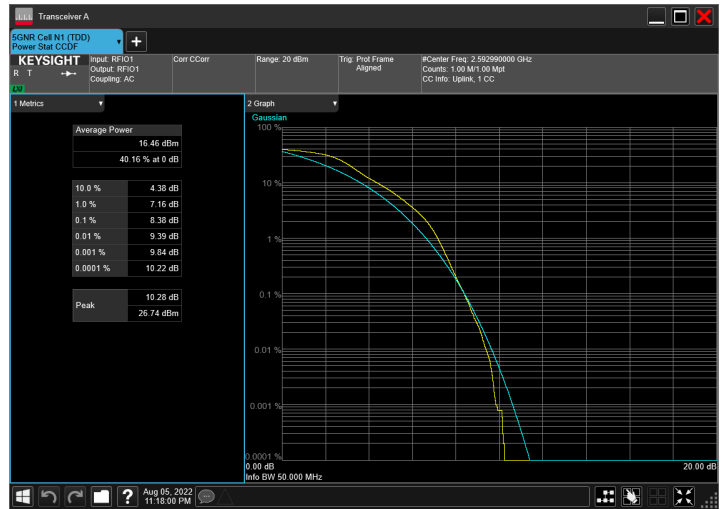 Transceiver A
5GNR Cell N1 (TDD)
Power Stat CCDF
+
KEYSIGHT
R T
LXI
Input: RFIO1
Output: RFIO1
Coupling: AC
Corr CCorr
Range: 20 dBm
Trig: Prot Frame
Aligned
#Center Freq: 2.592990000 GHz
Counts: 1.00 M/1.00 Mpt
CC Info: Uplink, 1 CC
1 Metrics
Average Power
16.46 dBm
40.16 % at 0 dB
10.0 % 4.38 dB
1.0 % 7.16 dB
0.1 % 8.38 dB
0.01 % 9.39 dB
0.001 % 9.84 dB
0.0001 % 10.22 dB
Peak
10.28 dB
26.74 dBm
2 Graph
Gaussian
100 %
10 %
1 %
0.1 %
0.01 %
0.001 %
0.0001 %
0.00 dB 20.00 dB
Info BW 50.000 MHz
?
Aug 05, 2022
11:18:00 PM